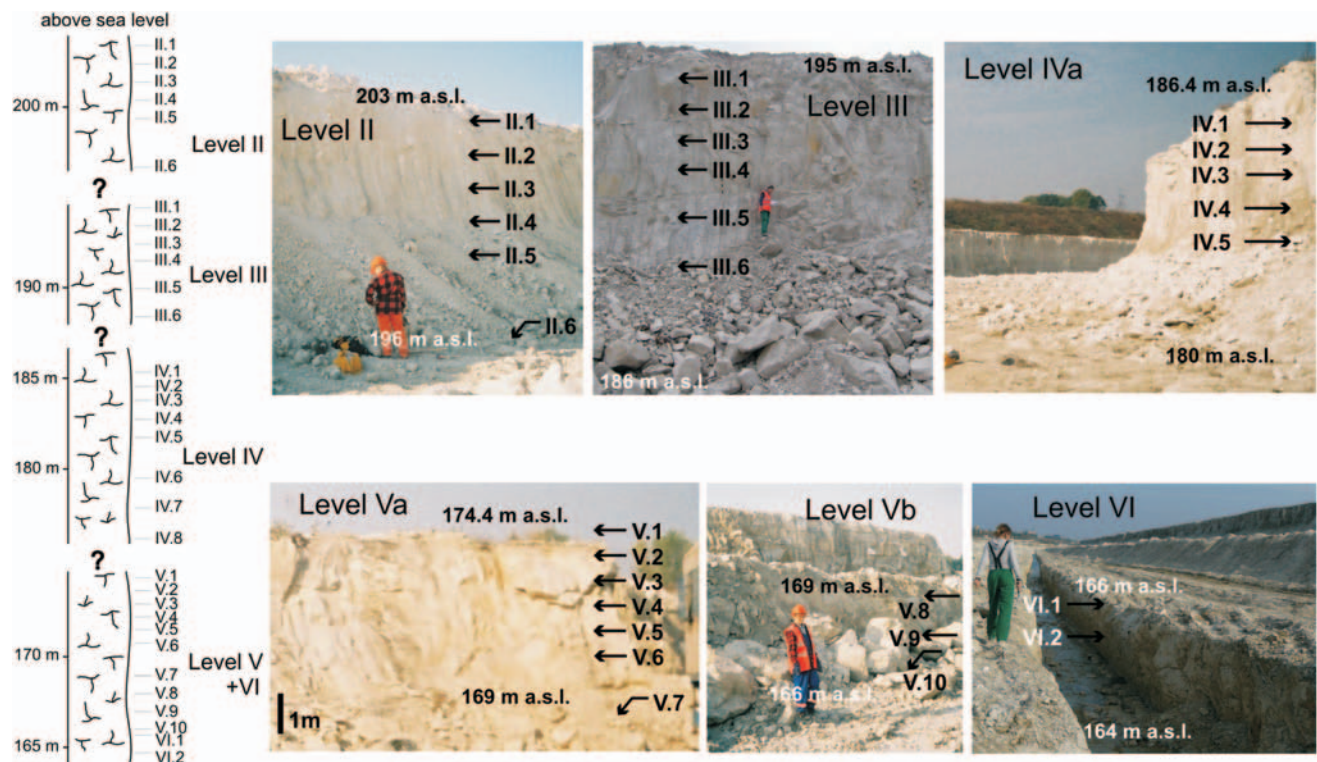 above sea level
II.1
II.2
II.3
200 m
II.4
II.5
Level II
II.6
?
III.1
III.2
III.3
III.4
Level III
190 m
III.5
III.6
?
IV.1
185 m
IV.2
IV.3
IV.4
IV.5
Level IV
180 m
IV.6
IV.7
IV.8
?
V.1
V.2
V.3
V.4
V.5
V.6
170 m
Level V
+VI
V.7
V.8
V.9
V.10
165 m
VI.1
VI.2
203 m a.s.l.
Level II
II.1
II.2
II.3
II.4
II.5
II.6
196 m a.s.l.
195 m a.s.l.
Level III
III.1
III.2
III.3
III.4
III.5
III.6
186 m a.s.l.
Level IVa
186.4 m a.s.l.
IV.1
IV.2
IV.3
IV.4
IV.5
180 m a.s.l.
Level Va
174.4 m a.s.l.
V.1
V.2
V.3
V.4
V.5
V.6
169 m a.s.l.
V.7
1m
Level Vb
169 m a.s.l.
V.8
V.9
V.10
166 m a.s.l.
Level VI
166 m a.s.l.
VI.1
VI.2
164 m a.s.l.